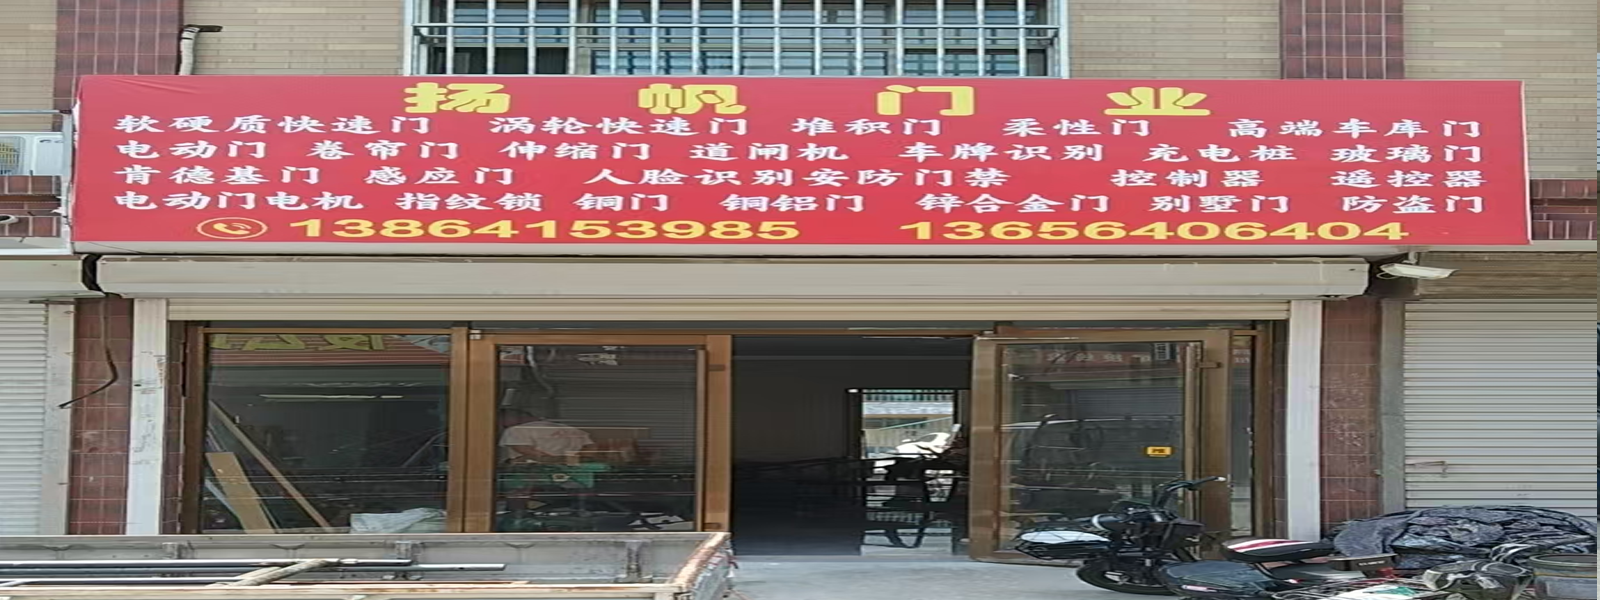 扬帆门业
软硬质快速门 涡轮快速门 堆积门 柔性门 高端车库门
电动门 卷帘门 伸缩门 道闸机 车牌识别 充电桩 玻璃门
肯德基门 感应门 人脸识别安防门禁 控制器 遥控器
电动门电机 指纹锁 铜门 铜铝门 锌合金门 别墅门 防盗门
13864153985 13656406404